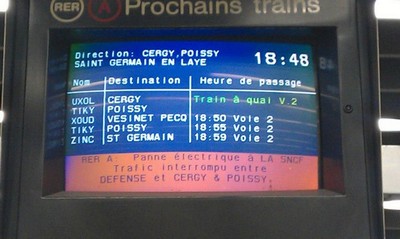 RER A Prochains trains
Direction: CERGY,POISSY 18:48
SAINT GERMAIN EN LAYE
Nom Destination Heure de passage
UXOL CERGY Train à quai V 2
TIKY POISSY
XOUD VESINET PECQ 18:50 Voie 2
TIKY POISSY 18:55 Voie 2
ZINC ST GERMAIN 18:59 Voie 2
RER A: Panne électrique à LA SNCF
Trafic interrompu entre
DEFENSE et CERGY & POISSY.